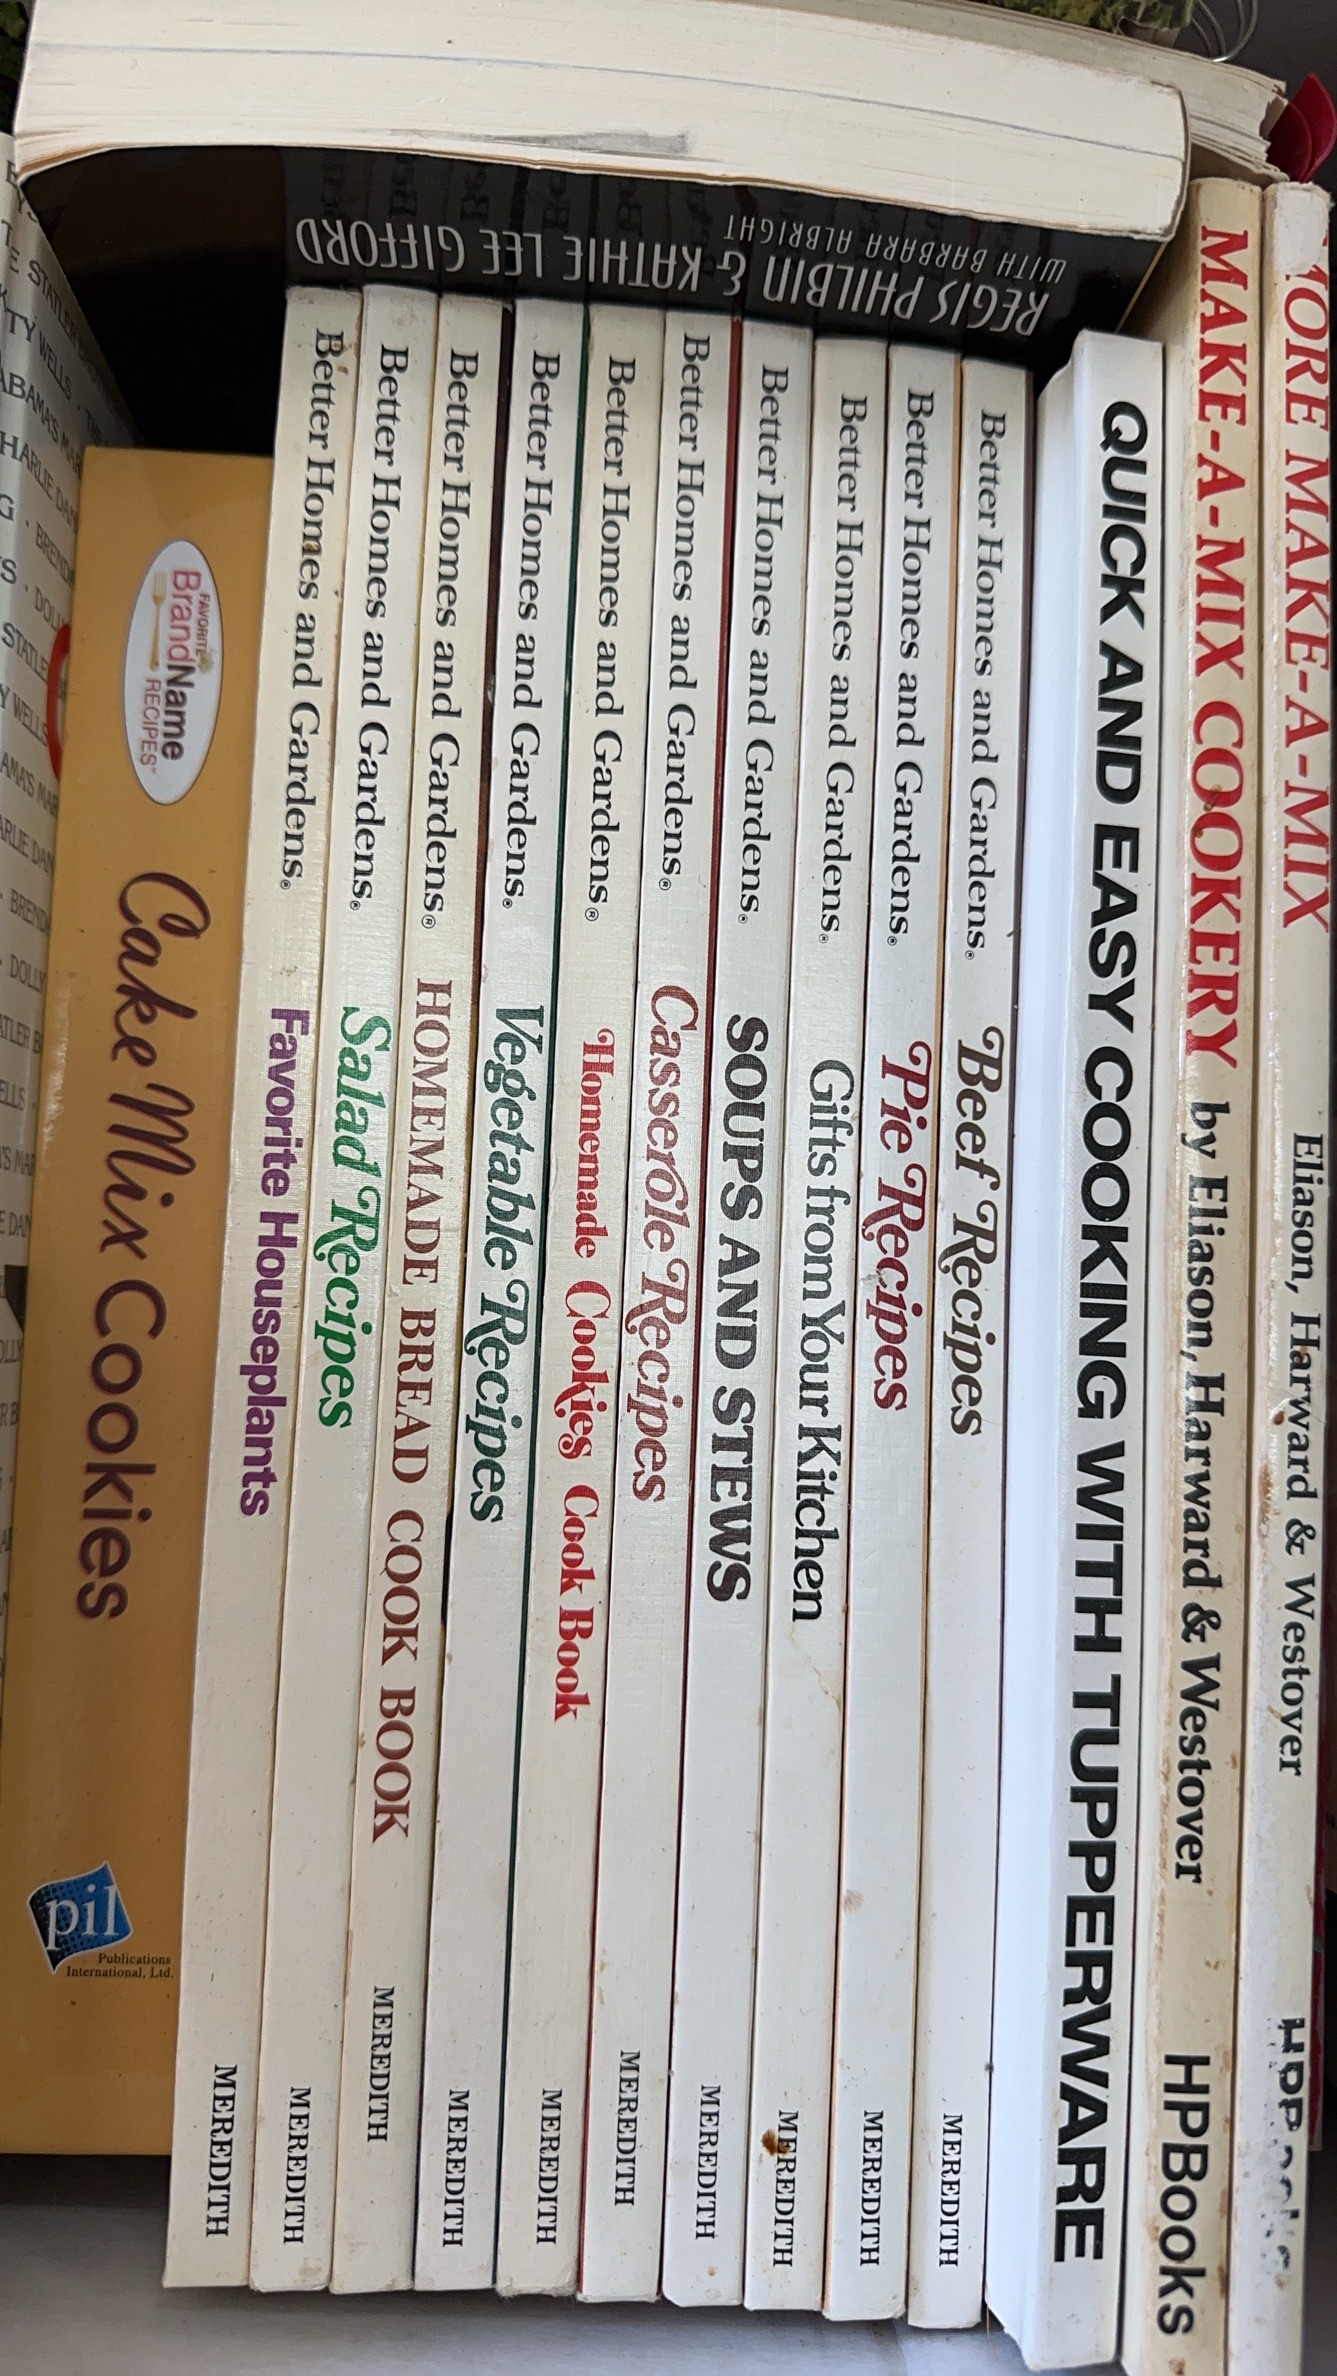 REGIS PHILBIN & KATHIE LEE GIFFORD
WITH BARBARA ALBRIGHT
STATLER
TY WELLS
FAVORITE
BrandName
RECIPES™
Cake Mix Cookies
pil
Publications
International, Ltd.
Better Homes and Gardens® Favorite Houseplants MEREDITH
Better Homes and Gardens® Salad Recipes MEREDITH
Better Homes and Gardens® HOMEMADE BREAD COOK BOOK MEREDITH
Better Homes and Gardens® Vegetable Recipes MEREDITH
Better Homes and Gardens® Homemade Cookies Cook Book MEREDITH
Better Homes and Gardens® Casserole Recipes MEREDITH
Better Homes and Gardens® SOUPS AND STEWS MEREDITH
Better Homes and Gardens® Gifts from Your Kitchen MEREDITH
Better Homes and Gardens® Pie Recipes MEREDITH
Better Homes and Gardens® Beef Recipes MEREDITH
QUICK AND EASY COOKING WITH TUPPERWARE
MAKE-A-MIX COOKERY by Eliason, Harward & Westover HPBooks
MORE MAKE-A-MIX Eliason, Harward & Westover HPBooks